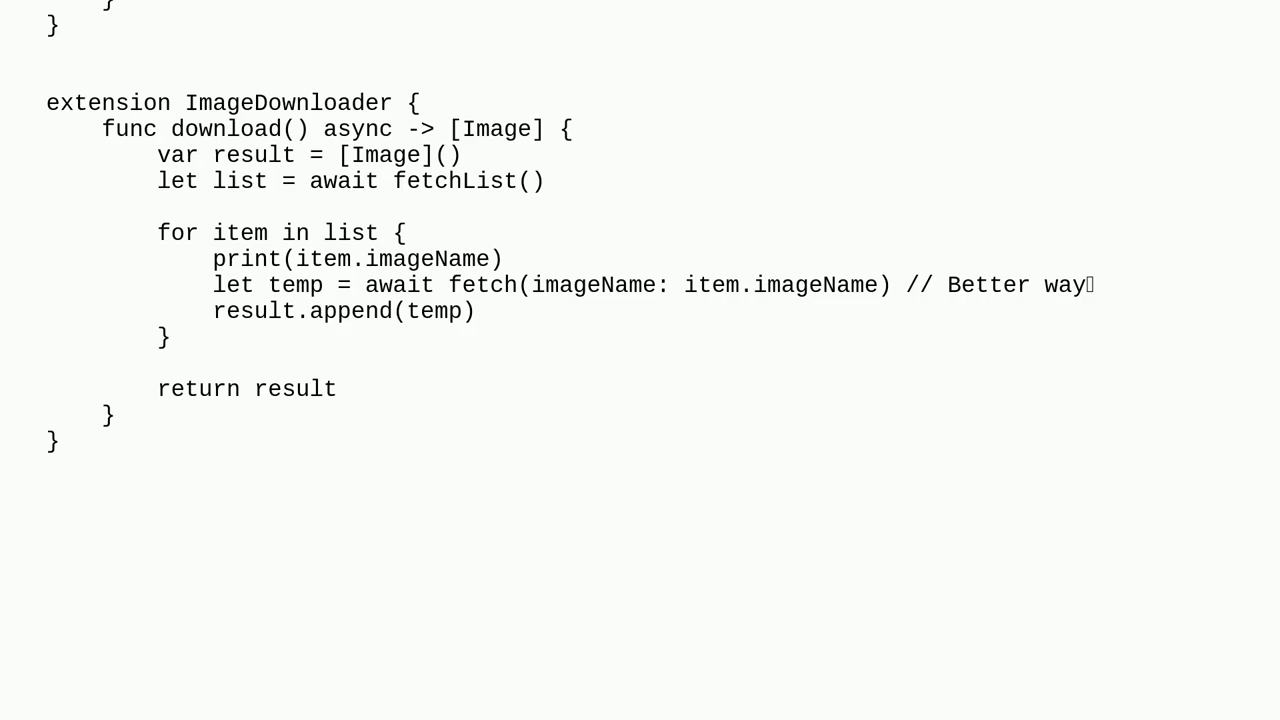 }
}
extension ImageDownloader {
    func download() async -> [Image] {
        var result = [Image]()
        let list = await fetchList()
        for item in list {
            print(item.imageName)
            let temp = await fetch(imageName: item.imageName) // Better way
            result.append(temp)
        }
        return result
    }
}